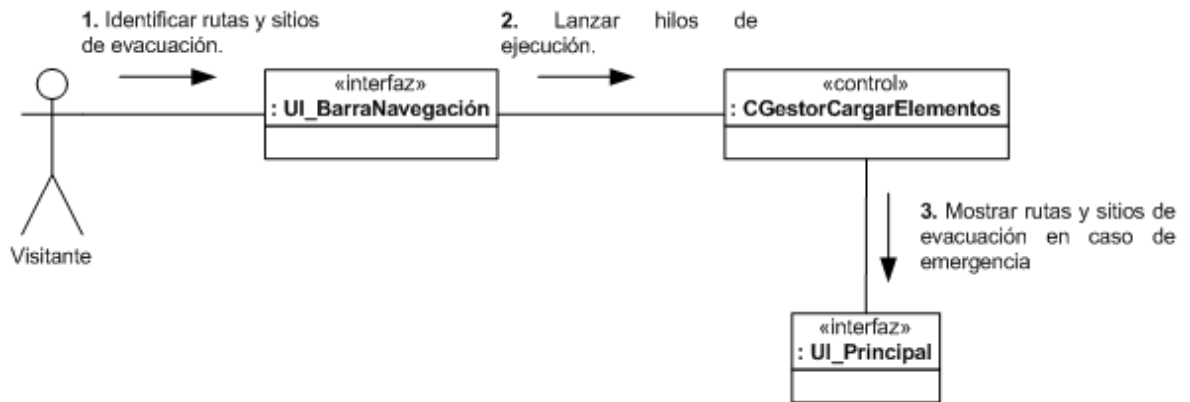 1. Identificar rutas y sitios
de evacuación.
2. Lanzar hilos de
ejecución.
«interfaz»
: UI_BarraNavegación
«control»
: CGestorCargarElementos
Visitante
3. Mostrar rutas y sitios de
evacuación en caso de
emergencia
«interfaz»
: UI_Principal